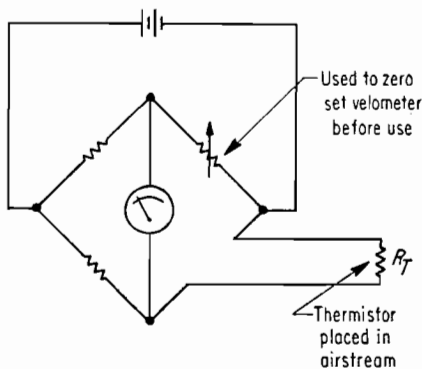 Used to zero
set velometer
before use
R_T
Thermistor
placed in
airstream